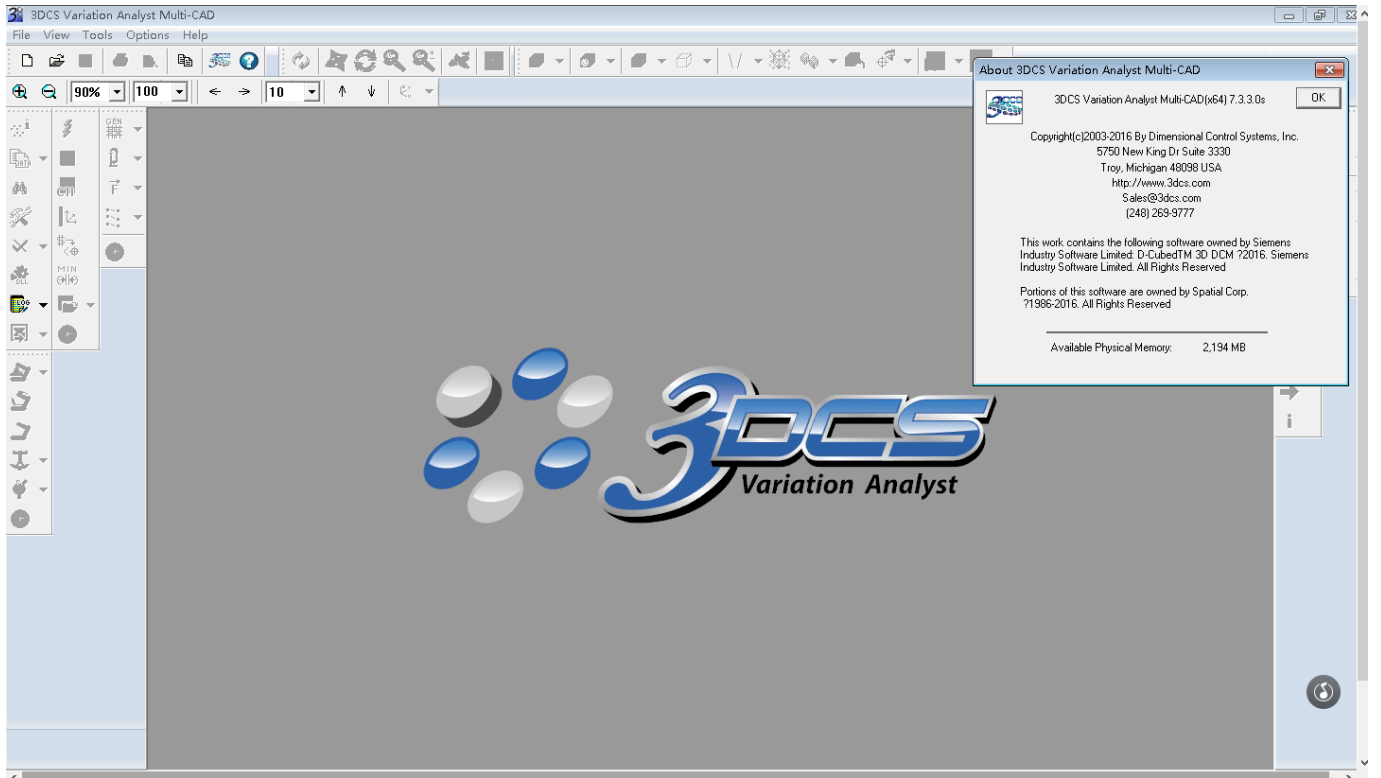 3DCS Variation Analyst Multi-CAD
File View Tools Options Help
90% 100 10
GEN
DATA
MIN
DLL
LOG
3DCS
Variation Analyst
About 3DCS Variation Analyst Multi-CAD
3DCS Variation Analyst Multi-CAD(x64) 7.3.3.0s
OK
Copyright(c)2003-2016 By Dimensional Control Systems, Inc.
5750 New King Dr Suite 3330
Troy, Michigan 48098 USA
http://www.3dcs.com
Sales@3dcs.com
(248) 269-9777
This work contains the following software owned by Siemens
Industry Software Limited: D-CubedTM 3D DCM ?2016. Siemens
Industry Software Limited. All Rights Reserved
Portions of this software are owned by Spatial Corp.
?1986-2016. All Rights Reserved
Available Physical Memory: 2,194 MB